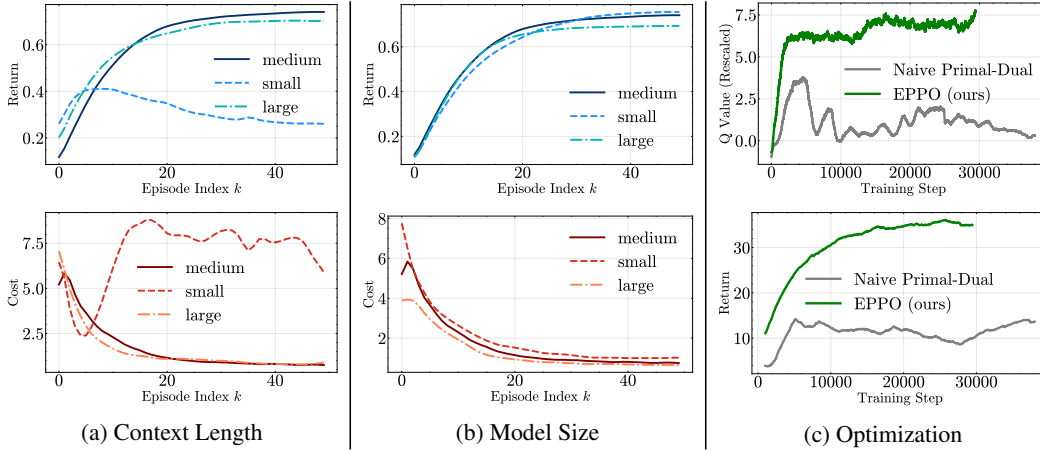 0.6
0.4
0.2
Return
medium
small
large
0
20
40
Episode Index k
7.5
5.0
2.5
Cost
medium
small
large
0
20
40
Episode Index k
(a) Context Length
0.6
0.4
0.2
Return
medium
small
large
0
20
40
Episode Index k
8
6
4
2
Cost
medium
small
large
0
20
40
Episode Index k
(b) Model Size
7.5
5.0
2.5
0.0
Q Value (Rescaled)
Naive Primal-Dual
EPPO (ours)
10000
20000
30000
Training Step
30
20
10
Return
Naive Primal-Dual
EPPO (ours)
0
10000
20000
30000
Training Step
(c) Optimization